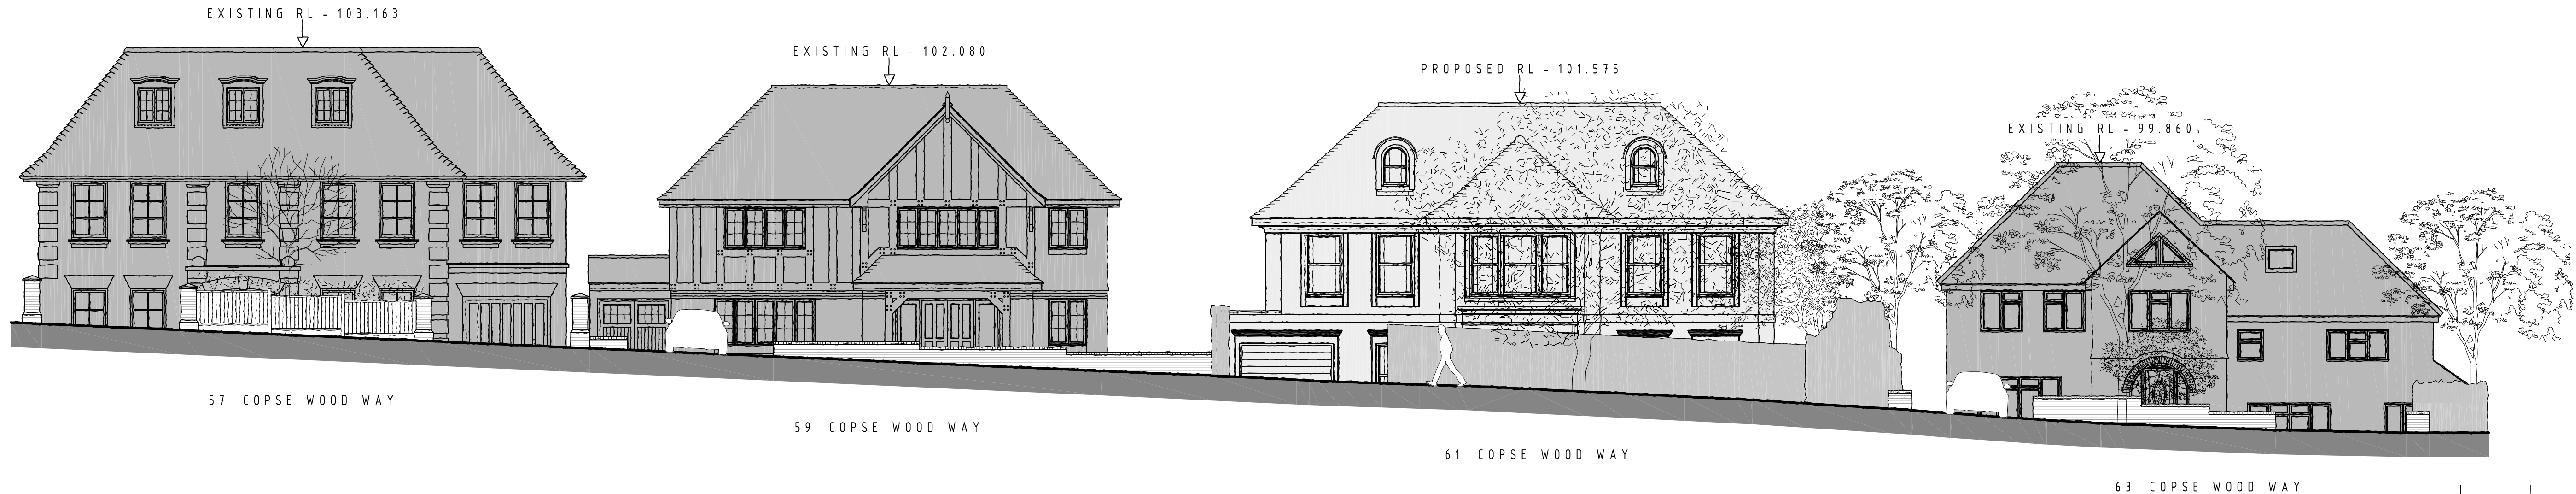 EXISTING RL - 103.163
EXISTING RL - 102.080
PROPOSED RL - 101.575
EXISTING RL - 99.860
57 COPSE WOOD WAY
59 COPSE WOOD WAY
61 COPSE WOOD WAY
63 COPSE WOOD WAY